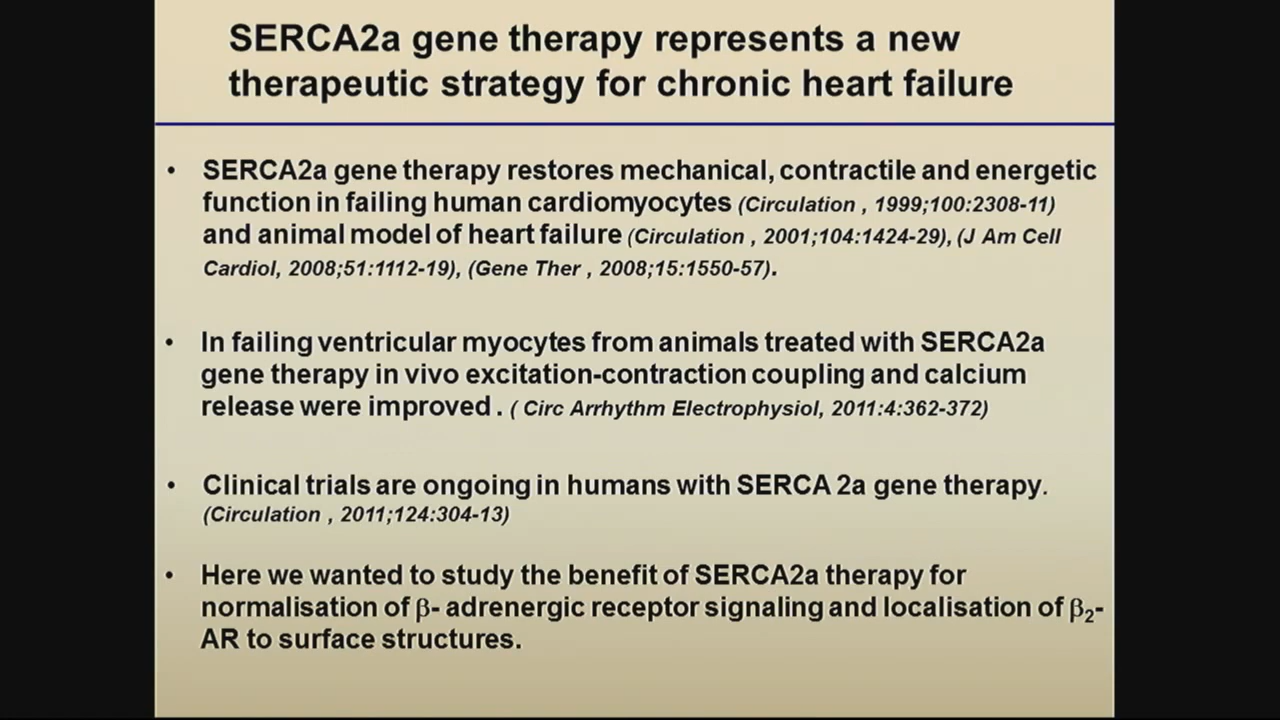 SERCA2a gene therapy represents a new
therapeutic strategy for chronic heart failure
• SERCA2a gene therapy restores mechanical, contractile and energetic
function in failing human cardiomyocytes (Circulation , 1999;100:2308-11)
and animal model of heart failure (Circulation , 2001;104:1424-29), (J Am Cell
Cardiol, 2008;51:1112-19), (Gene Ther , 2008;15:1550-57).
• In failing ventricular myocytes from animals treated with SERCA2a
gene therapy in vivo excitation-contraction coupling and calcium
release were improved . ( Circ Arrhythm Electrophysiol, 2011:4:362-372)
• Clinical trials are ongoing in humans with SERCA 2a gene therapy.
(Circulation , 2011;124:304-13)
• Here we wanted to study the benefit of SERCA2a therapy for
normalisation of β- adrenergic receptor signaling and localisation of β₂-
AR to surface structures.